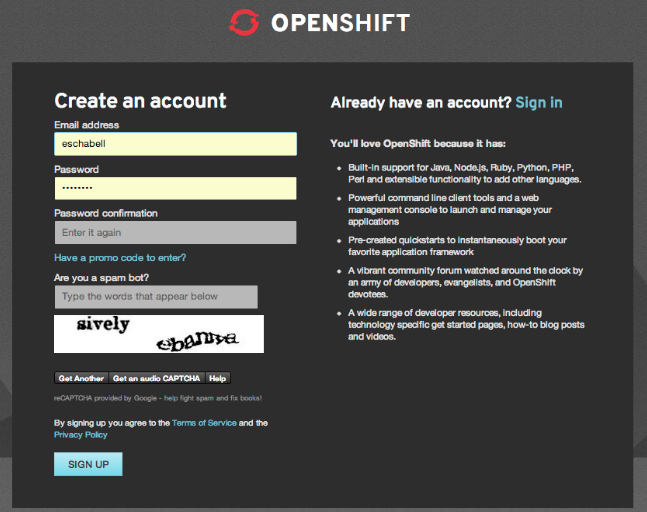 OPENSHIFT
Create an account
Email address
eschabell
Password
••••••••
Password confirmation
Enter it again
Have a promo code to enter?
Are you a spam bot?
Type the words that appear below
Get Another Get an audio CAPTCHA Help
reCAPTCHA provided by Google - help fight spam and fix books!
By signing up you agree to the Terms of Service and the
Privacy Policy
SIGN UP
Already have an account? Sign in
You'll love OpenShift because it has:
Built-in support for Java, Node.js, Ruby, Python, PHP,
Perl and extensible functionality to add other languages.
Powerful command line client tools and a web
management console to launch and manage your
applications
Pre-created quickstarts to instantaneously boot your
favorite application framework
A vibrant community forum watched around the clock by
an army of developers, evangelists, and OpenShift
devotees.
A wide range of developer resources, including
technology specific get started pages, how-to blog posts
and videos.